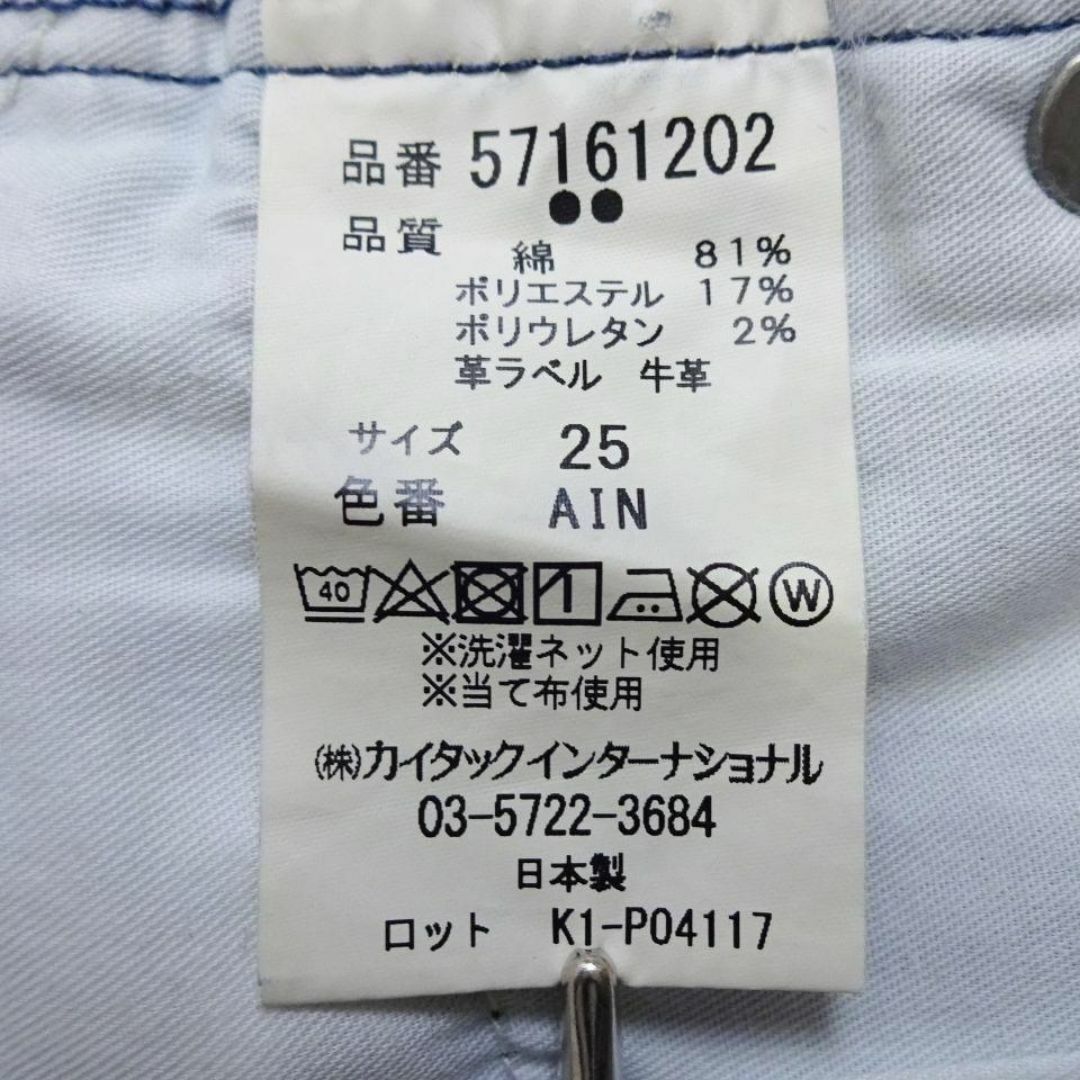 品番 57161202
●●
品質
綿 81%
ポリエステル 17%
ポリウレタン 2%
革ラベル 牛革
サイズ 25
色番 AIN
40 W
※洗濯ネット使用
※当て布使用
㈱カイタックインターナショナル
03-5722-3684
日本製
ロット K1-P04117